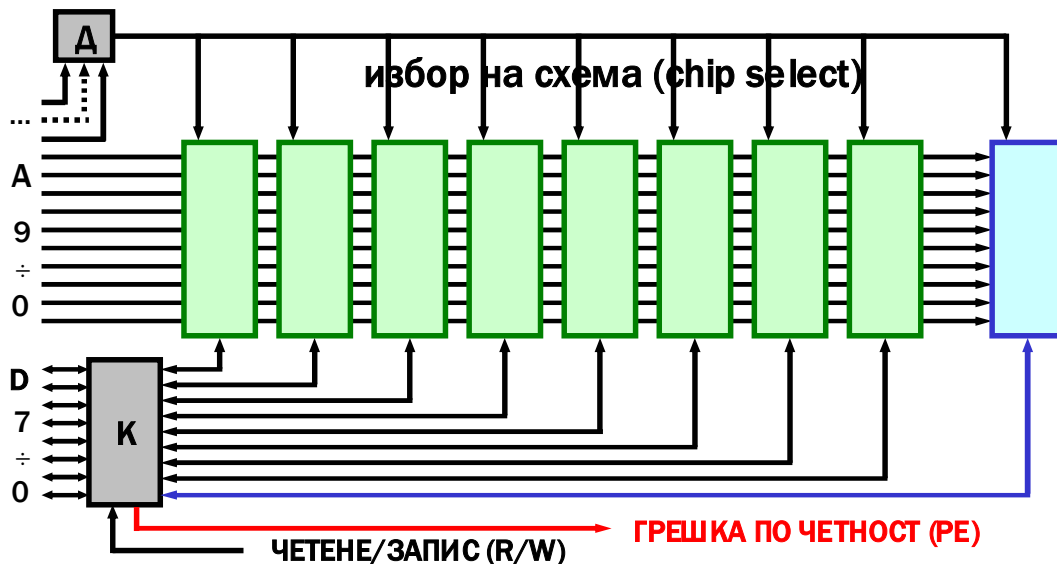 Д
избор на схема (chip select)
...
A
9
÷
0
D
7
÷
0
К
ГРЕШКА ПО ЧЕТНОСТ (PE)
ЧЕТЕНЕ/ЗАПИС (R/W)